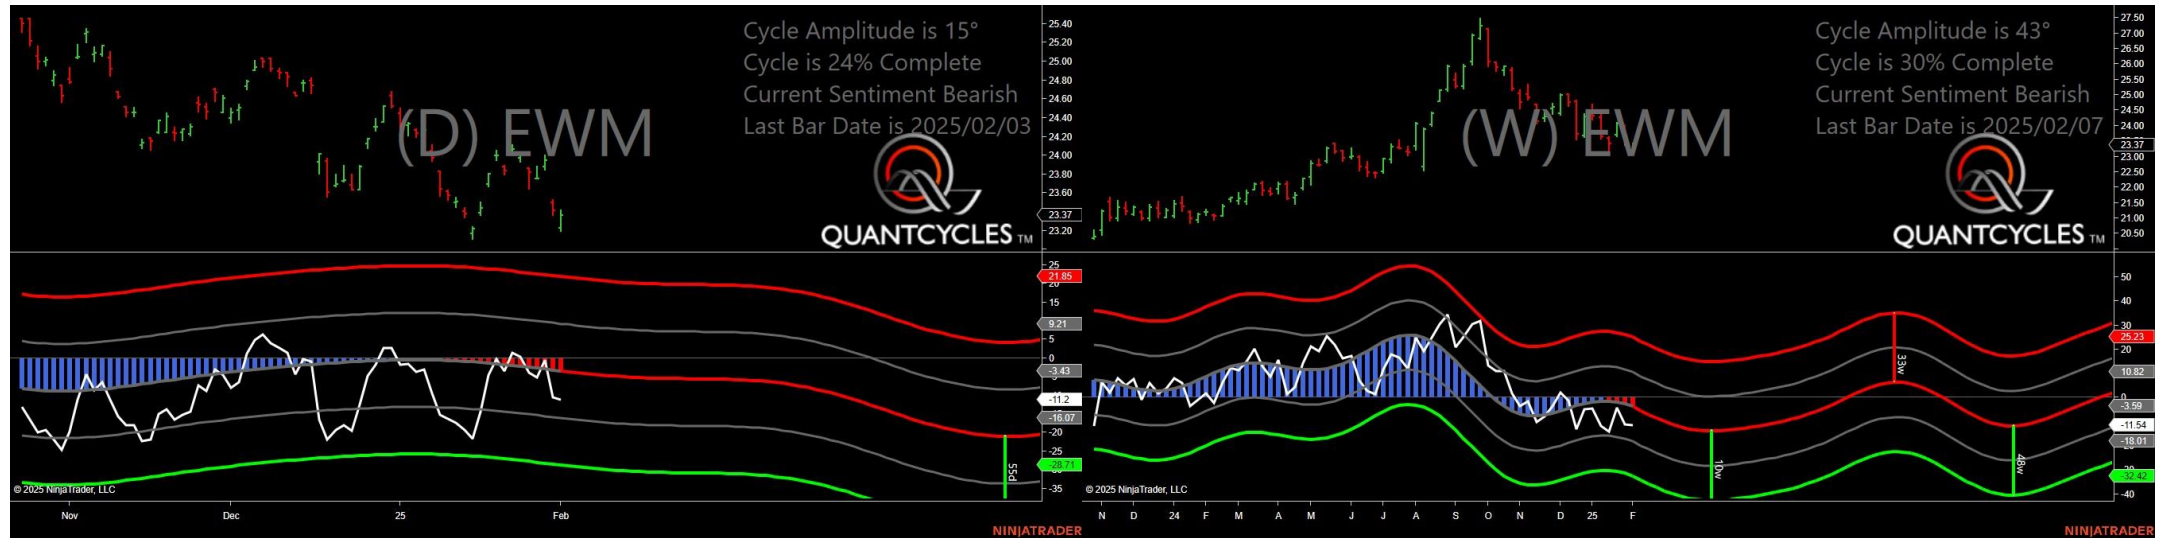 Cycle Amplitude is 15°
Cycle is 24% Complete
Current Sentiment Bearish
Last Bar Date is 2025/02/03
(D) EWM
QUANTCYCLES TM
25.40
25.20
25.00
24.80
24.60
24.40
24.20
24.00
23.80
23.60
23.37
23.20
25
21.85
20
15
9.21
5
0
-3.43
-11.2
-16.07
-20
-25
-28.71
-35
55d
© 2025 NinjaTrader, LLC
Nov
Dec
25
Feb
NINJATRADER
Cycle Amplitude is 43°
Cycle is 30% Complete
Current Sentiment Bearish
Last Bar Date is 2025/02/07
(W) EWM
QUANTCYCLES TM
27.50
27.00
26.50
26.00
25.50
25.00
24.50
24.00
23.37
23.00
22.50
22.00
21.50
21.00
20.50
50
40
30
25.23
20
10.82
0
-3.59
-11.54
-18.01
-32.42
-40
33w
10w
48w
© 2025 NinjaTrader, LLC
N D 24 F M A M J J A S O N D 25 F
NINJATRADER